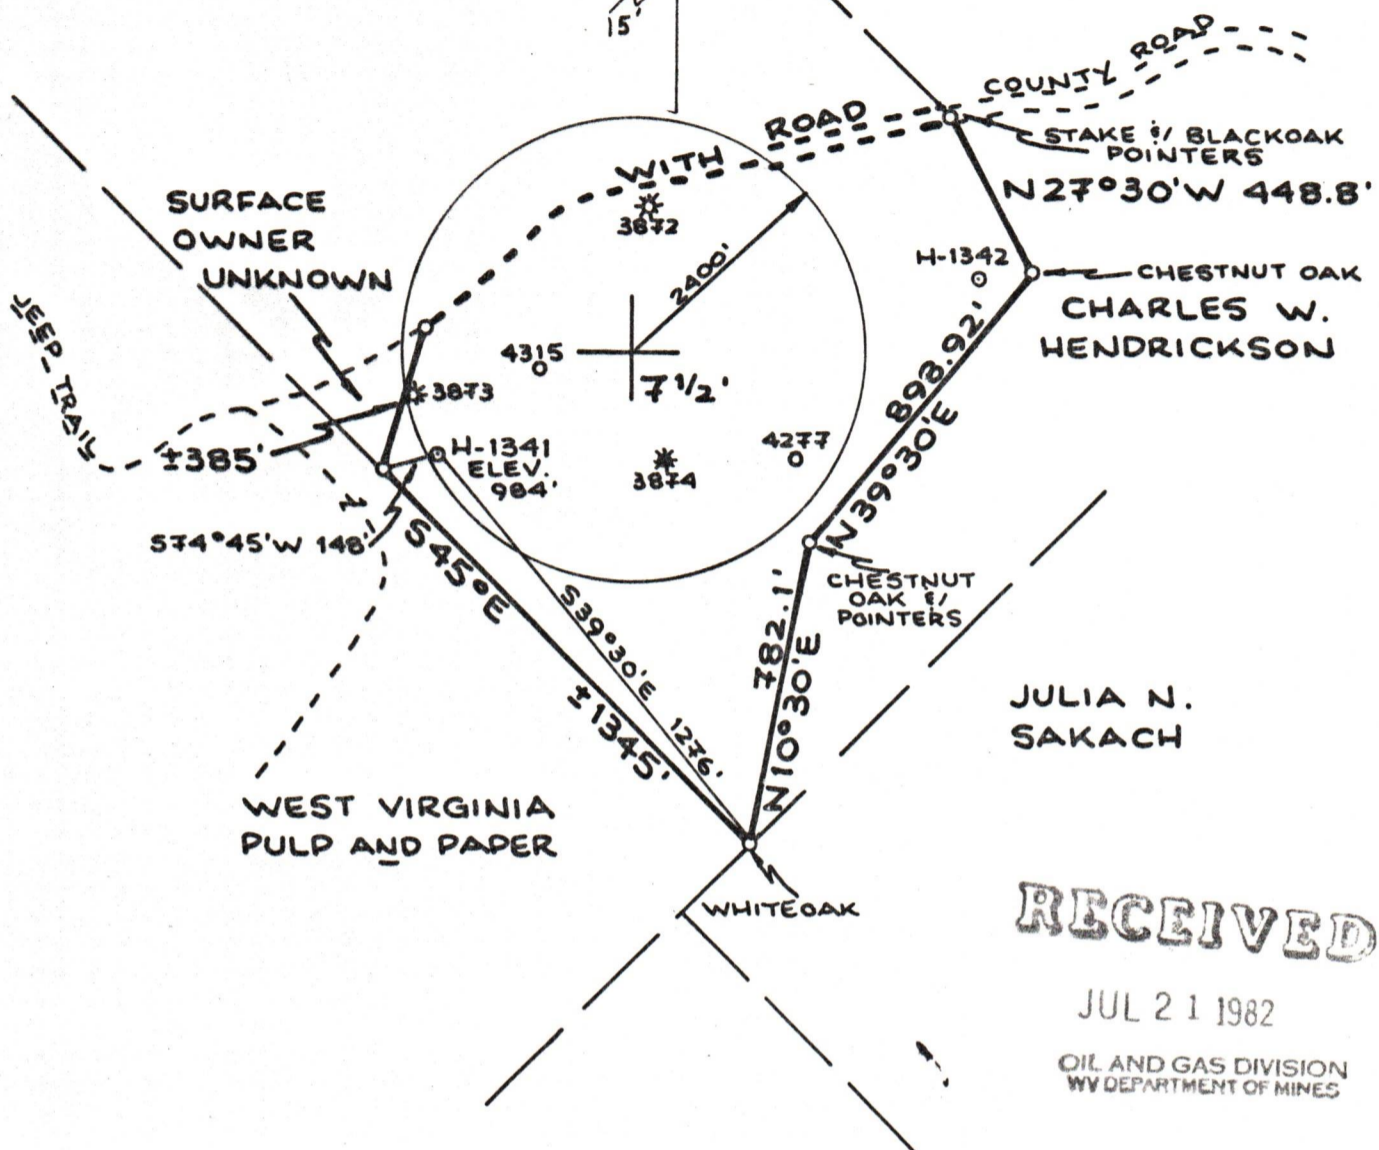 15'
COUNTY ROAD
WITH ROAD
STAKE &/ BLACKOAK
POINTERS
N27°30'W 448.8'
SURFACE
OWNER
UNKNOWN
3872
2400'
H-1342
CHESTNUT OAK
CHARLES W.
HENDRICKSON
JEEP TRAIL
4315
7 1/2'
3873
898.92'
N39°30'E
±385'
H-1341
ELEV.
984'
3874
4277
S74°45'W 148'
S45°E
±1345'
S39°30'E 1276'
CHESTNUT
OAK &/
POINTERS
782.1'
N10°30'E
JULIA N.
SAKACH
WEST VIRGINIA
PULP AND PAPER
WHITEOAK
RECEIVED
JUL 21 1982
OIL AND GAS DIVISION
WV DEPARTMENT OF MINES